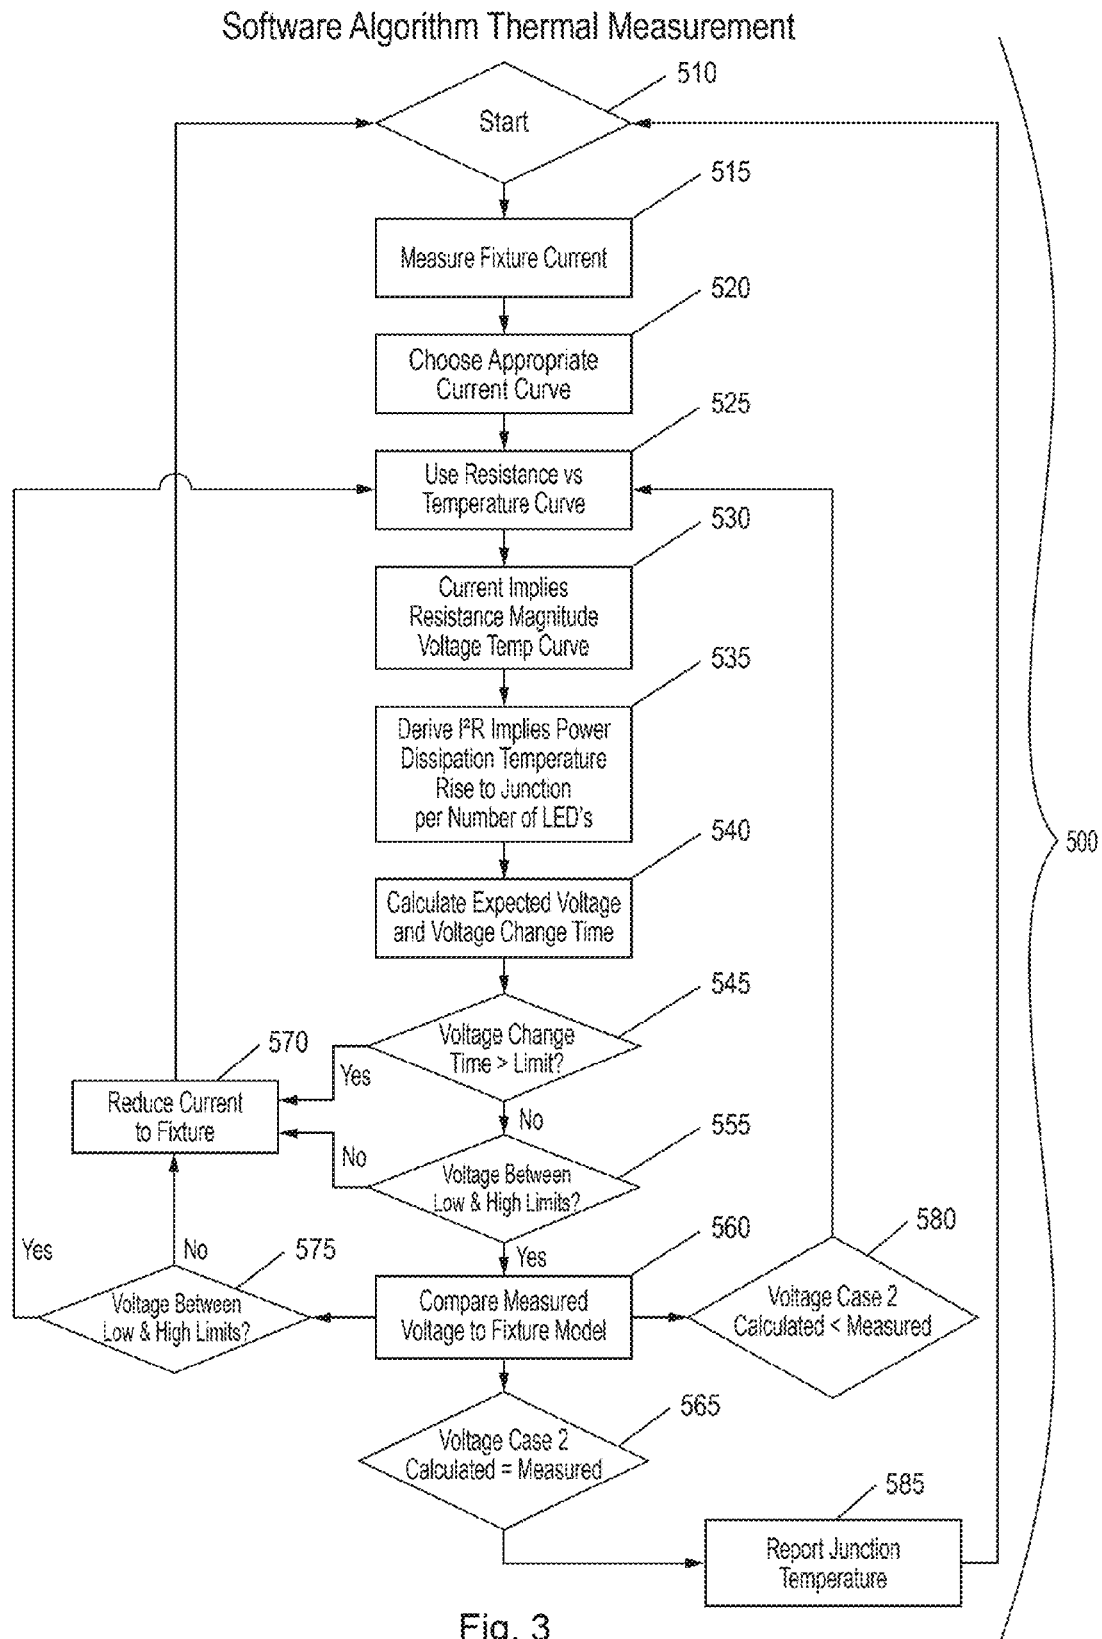 Software Algorithm Thermal Measurement
510
Start
515
Measure Fixture Current
520
Choose Appropriate
Current Curve
525
Use Resistance vs
Temperature Curve
530
Current Implies
Resistance Magnitude
Voltage Temp Curve
535
Derive I²R Implies Power
Dissipation Temperature
Rise to Junction
per Number of LED's
540
Calculate Expected Voltage
and Voltage Change Time
500
545
Voltage Change
Time > Limit?
Yes
No
570
Reduce Current
to Fixture
555
Voltage Between
Low & High Limits?
No
Yes
560
Compare Measured
Voltage to Fixture Model
575
Voltage Between
Low & High Limits?
Yes
No
580
Voltage Case 2
Calculated < Measured
565
Voltage Case 2
Calculated = Measured
585
Report Junction
Temperature
Fig. 3